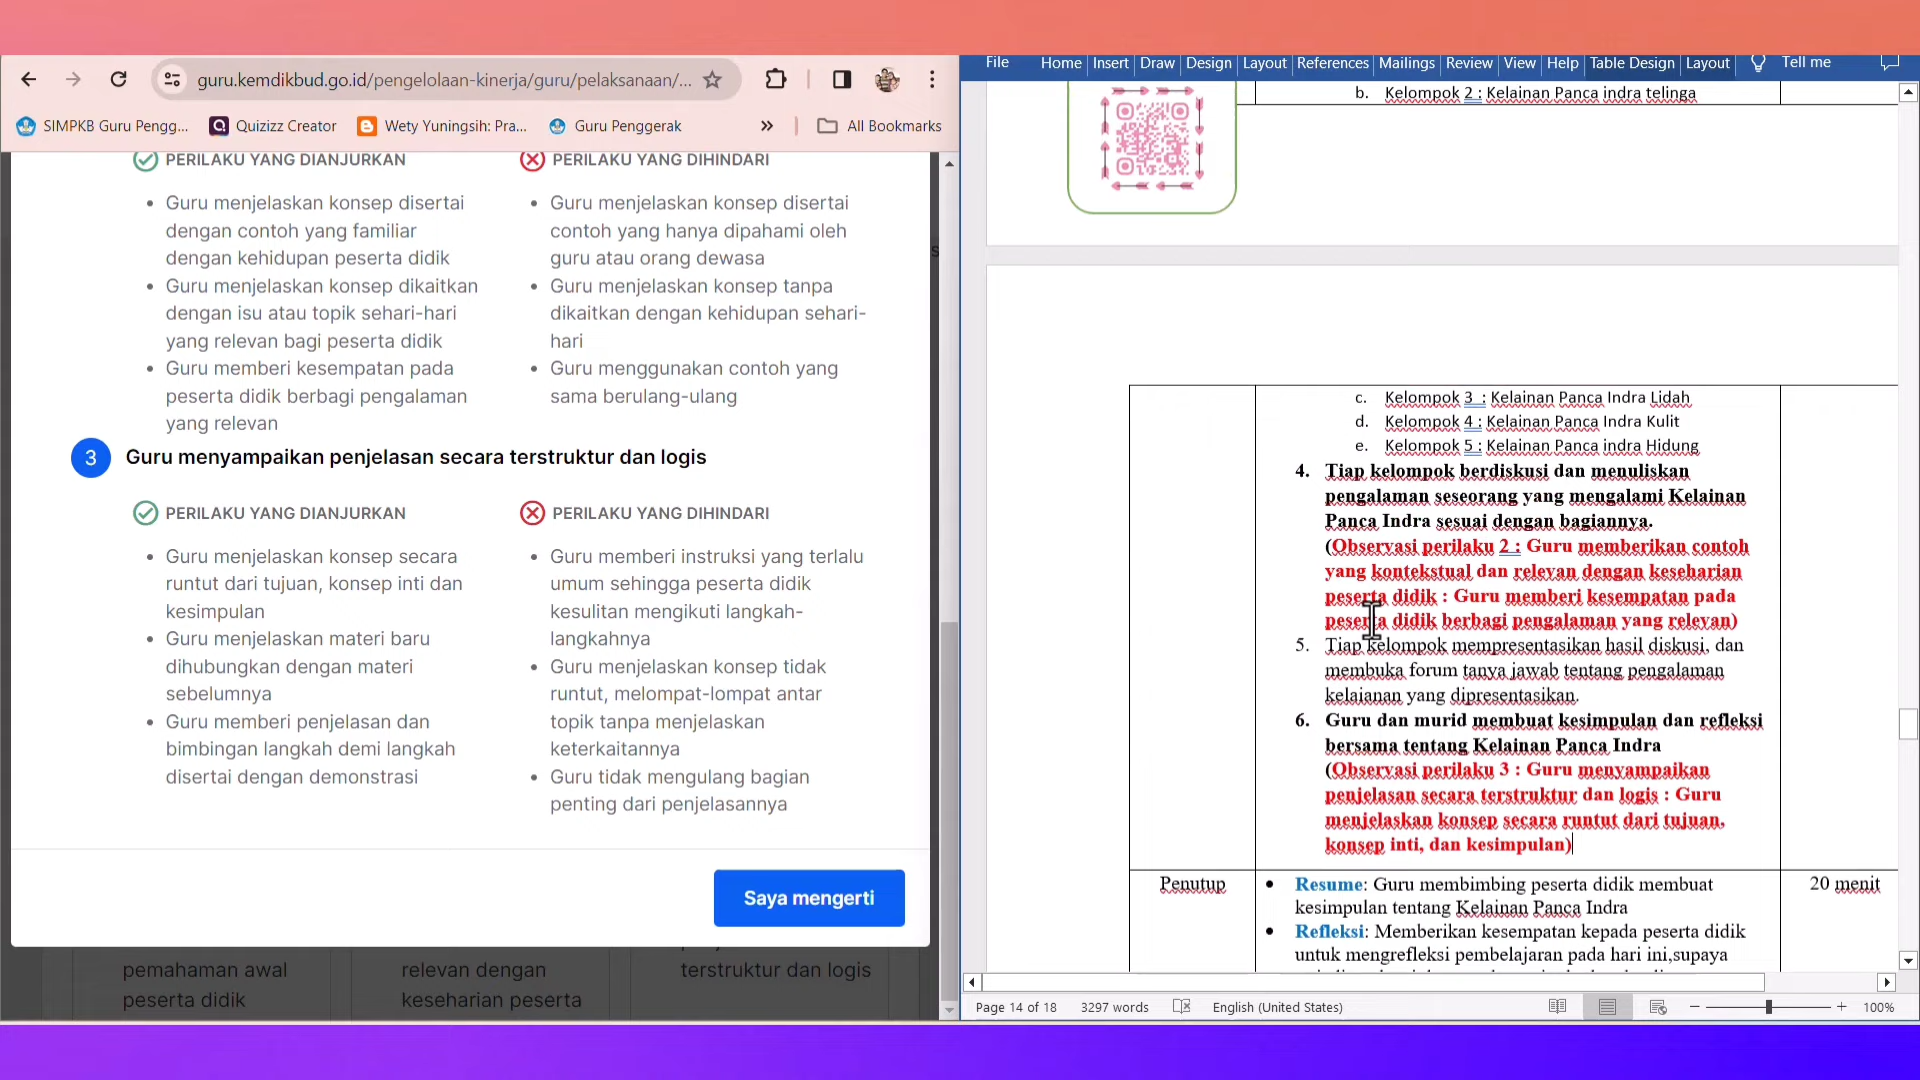 guru.kemdikbud.go.id/pengelolaan-kinerja/guru/pelaksanaan/...
SIMPKB Guru Pengg...
Quizizz Creator
Wety Yuningsih: Pra...
Guru Penggerak
»
All Bookmarks
PERILAKU YANG DIANJURKAN
Guru menjelaskan konsep disertai
dengan contoh yang familiar
dengan kehidupan peserta didik
Guru menjelaskan konsep dikaitkan
dengan isu atau topik sehari-hari
yang relevan bagi peserta didik
Guru memberi kesempatan pada
peserta didik berbagi pengalaman
yang relevan
PERILAKU YANG DIHINDARI
Guru menjelaskan konsep disertai
contoh yang hanya dipahami oleh
guru atau orang dewasa
Guru menjelaskan konsep tanpa
dikaitkan dengan kehidupan sehari-
hari
Guru menggunakan contoh yang
sama berulang-ulang
3 Guru menyampaikan penjelasan secara terstruktur dan logis
PERILAKU YANG DIANJURKAN
Guru menjelaskan konsep secara
runtut dari tujuan, konsep inti dan
kesimpulan
Guru menjelaskan materi baru
dihubungkan dengan materi
sebelumnya
Guru memberi penjelasan dan
bimbingan langkah demi langkah
disertai dengan demonstrasi
PERILAKU YANG DIHINDARI
Guru memberi instruksi yang terlalu
umum sehingga peserta didik
kesulitan mengikuti langkah-
langkahnya
Guru menjelaskan konsep tidak
runtut, melompat-lompat antar
topik tanpa menjelaskan
keterkaitannya
Guru tidak mengulang bagian
penting dari penjelasannya
Saya mengerti
pemahaman awal
peserta didik
relevan dengan
keseharian peserta
terstruktur dan logis
File Home Insert Draw Design Layout References Mailings Review View Help Table Design Layout Tell me
b. Kelompok 2 : Kelainan Panca indra telinga
c. Kelompok 3 : Kelainan Panca Indra Lidah
d. Kelompok 4 : Kelainan Panca Indra Kulit
e. Kelompok 5 : Kelainan Panca indra Hidung
4. Tiap kelompok berdiskusi dan menuliskan
pengalaman seseorang yang mengalami Kelainan
Panca Indra sesuai dengan bagiannya.
(Observasi perilaku 2 : Guru memberikan contoh
yang kontekstual dan relevan dengan keseharian
peserta didik : Guru memberi kesempatan pada
peserta didik berbagi pengalaman yang relevan)
5. Tiap kelompok mempresentasikan hasil diskusi, dan
membuka forum tanya jawab tentang pengalaman
kelaianan yang dipresentasikan.
6. Guru dan murid membuat kesimpulan dan refleksi
bersama tentang Kelainan Panca Indra
(Observasi perilaku 3 : Guru menyampaikan
penjelasan secara terstruktur dan logis : Guru
menjelaskan konsep secara runtut dari tujuan,
konsep inti, dan kesimpulan)
Penutup
Resume: Guru membimbing peserta didik membuat
kesimpulan tentang Kelainan Panca Indra
Refleksi: Memberikan kesempatan kepada peserta didik
untuk mengrefleksi pembelajaran pada hari ini,supaya
20 menit
Page 14 of 18 3297 words English (United States) 100%